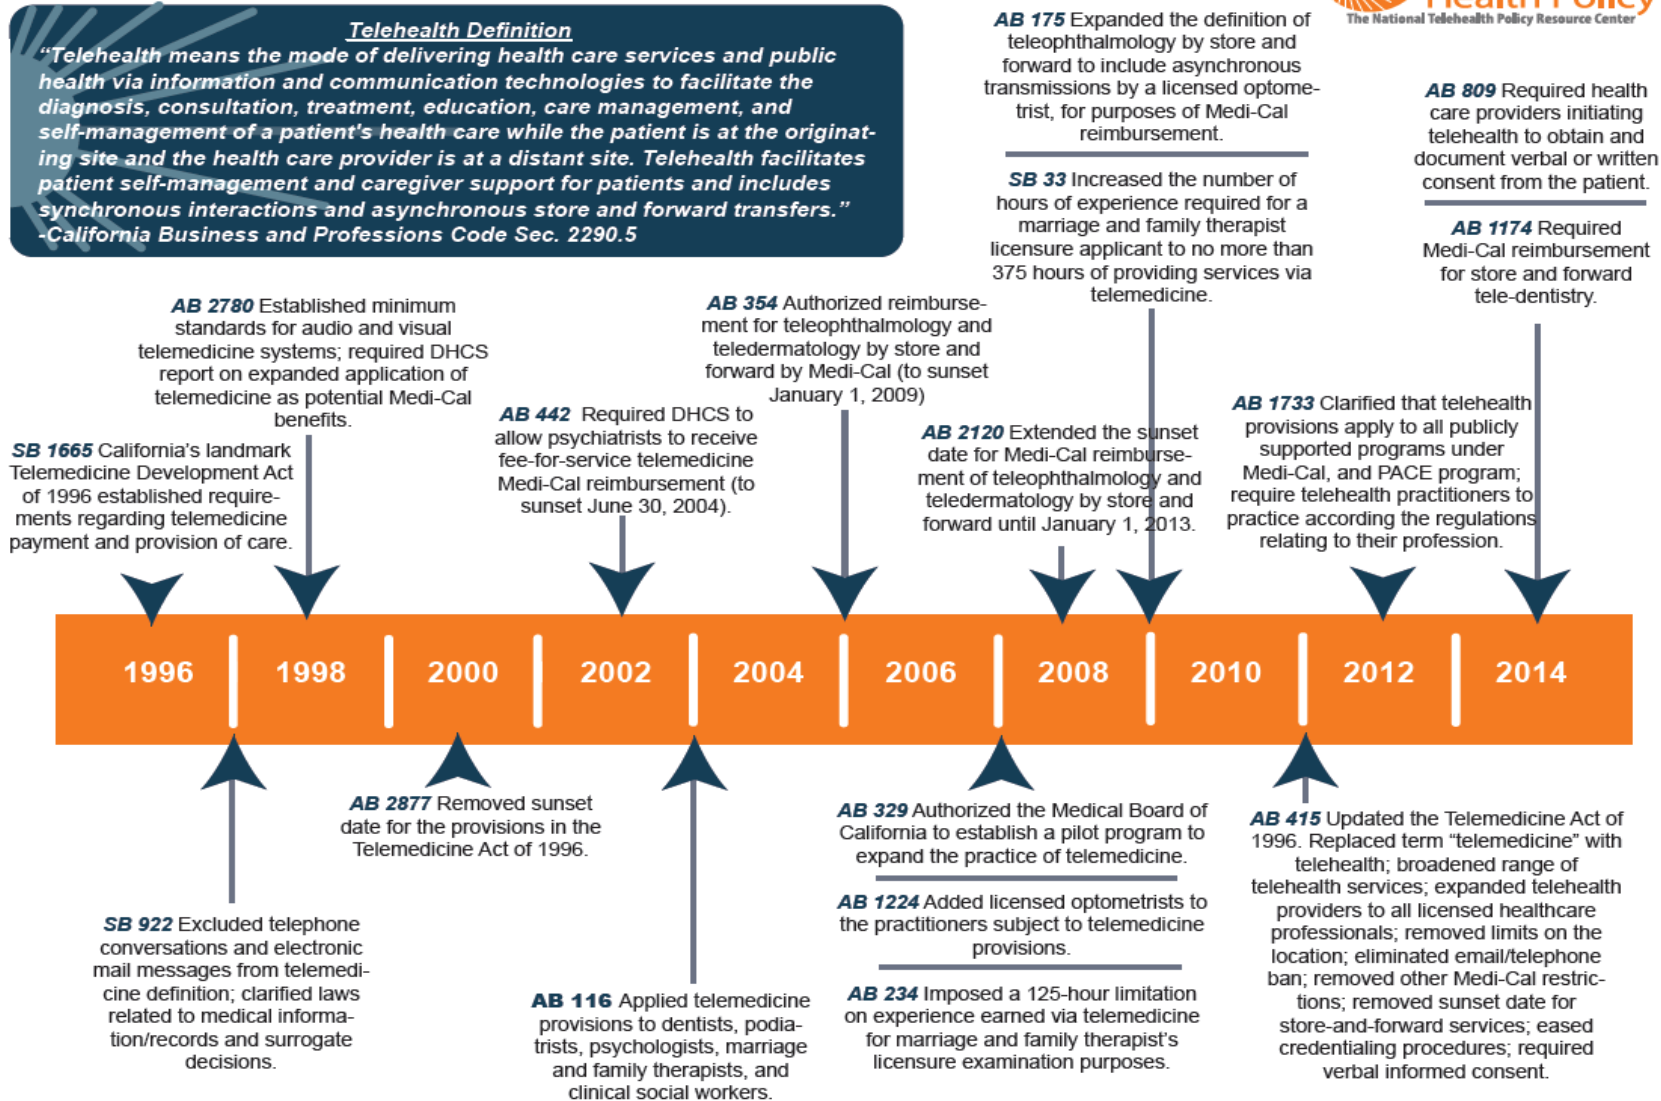 Telehealth Definition
“Telehealth means the mode of delivering health care services and public
health via information and communication technologies to facilitate the
diagnosis, consultation, treatment, education, care management, and
self-management of a patient's health care while the patient is at the originat-
ing site and the health care provider is at a distant site. Telehealth facilitates
patient self-management and caregiver support for patients and includes
synchronous interactions and asynchronous store and forward transfers.”
-California Business and Professions Code Sec. 2290.5
Health Policy
The National Telehealth Policy Resource Center
AB 175 Expanded the definition of
teleophthalmology by store and
forward to include asynchronous
transmissions by a licensed optome-
trist, for purposes of Medi-Cal
reimbursement.
SB 33 Increased the number of
hours of experience required for a
marriage and family therapist
licensure applicant to no more than
375 hours of providing services via
telemedicine.
AB 809 Required health
care providers initiating
telehealth to obtain and
document verbal or written
consent from the patient.
AB 1174 Required
Medi-Cal reimbursement
for store and forward
tele-dentistry.
SB 1665 California’s landmark
Telemedicine Development Act
of 1996 established require-
ments regarding telemedicine
payment and provision of care.
AB 2780 Established minimum
standards for audio and visual
telemedicine systems; required DHCS
report on expanded application of
telemedicine as potential Medi-Cal
benefits.
AB 442 Required DHCS to
allow psychiatrists to receive
fee-for-service telemedicine
Medi-Cal reimbursement (to
sunset June 30, 2004).
AB 354 Authorized reimburse-
ment for teleophthalmology and
teledermatology by store and
forward by Medi-Cal (to sunset
January 1, 2009)
AB 2120 Extended the sunset
date for Medi-Cal reimburse-
ment of teleophthalmology and
teledermatology by store and
forward until January 1, 2013.
AB 1733 Clarified that telehealth
provisions apply to all publicly
supported programs under
Medi-Cal, and PACE program;
require telehealth practitioners to
practice according the regulations
relating to their profession.
1996
1998
2000
2002
2004
2006
2008
2010
2012
2014
SB 922 Excluded telephone
conversations and electronic
mail messages from telemedi-
cine definition; clarified laws
related to medical informa-
tion/records and surrogate
decisions.
AB 2877 Removed sunset
date for the provisions in the
Telemedicine Act of 1996.
AB 116 Applied telemedicine
provisions to dentists, podia-
trists, psychologists, marriage
and family therapists, and
clinical social workers.
AB 329 Authorized the Medical Board of
California to establish a pilot program to
expand the practice of telemedicine.
AB 1224 Added licensed optometrists to
the practitioners subject to telemedicine
provisions.
AB 234 Imposed a 125-hour limitation
on experience earned via telemedicine
for marriage and family therapist’s
licensure examination purposes.
AB 415 Updated the Telemedicine Act of
1996. Replaced term “telemedicine” with
telehealth; broadened range of
telehealth services; expanded telehealth
providers to all licensed healthcare
professionals; removed limits on the
location; eliminated email/telephone
ban; removed other Medi-Cal restric-
tions; removed sunset date for
store-and-forward services; eased
credentialing procedures; required
verbal informed consent.